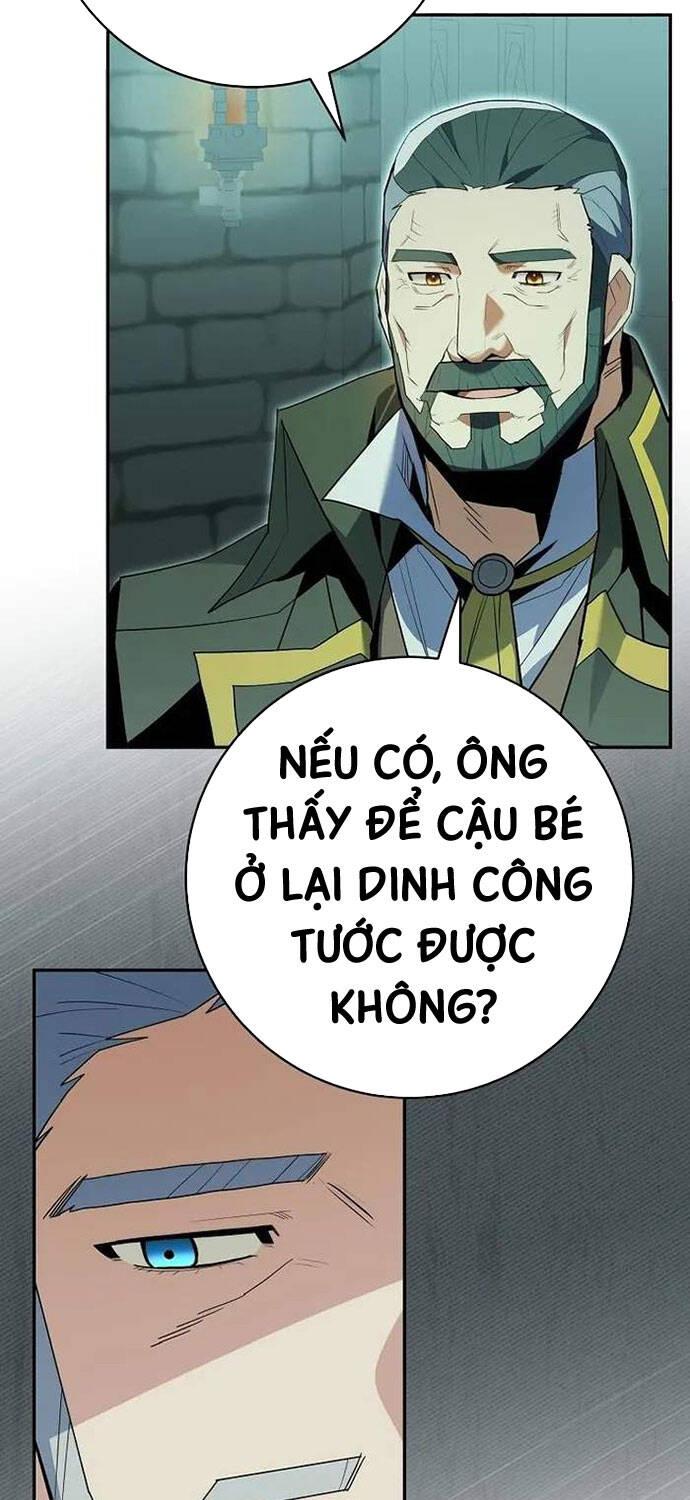 NẾU CÓ, ÔNG
THẤY ĐỂ CẬU BÉ
Ở LẠI DINH CÔNG
TƯỚC ĐƯỢC
KHÔNG?